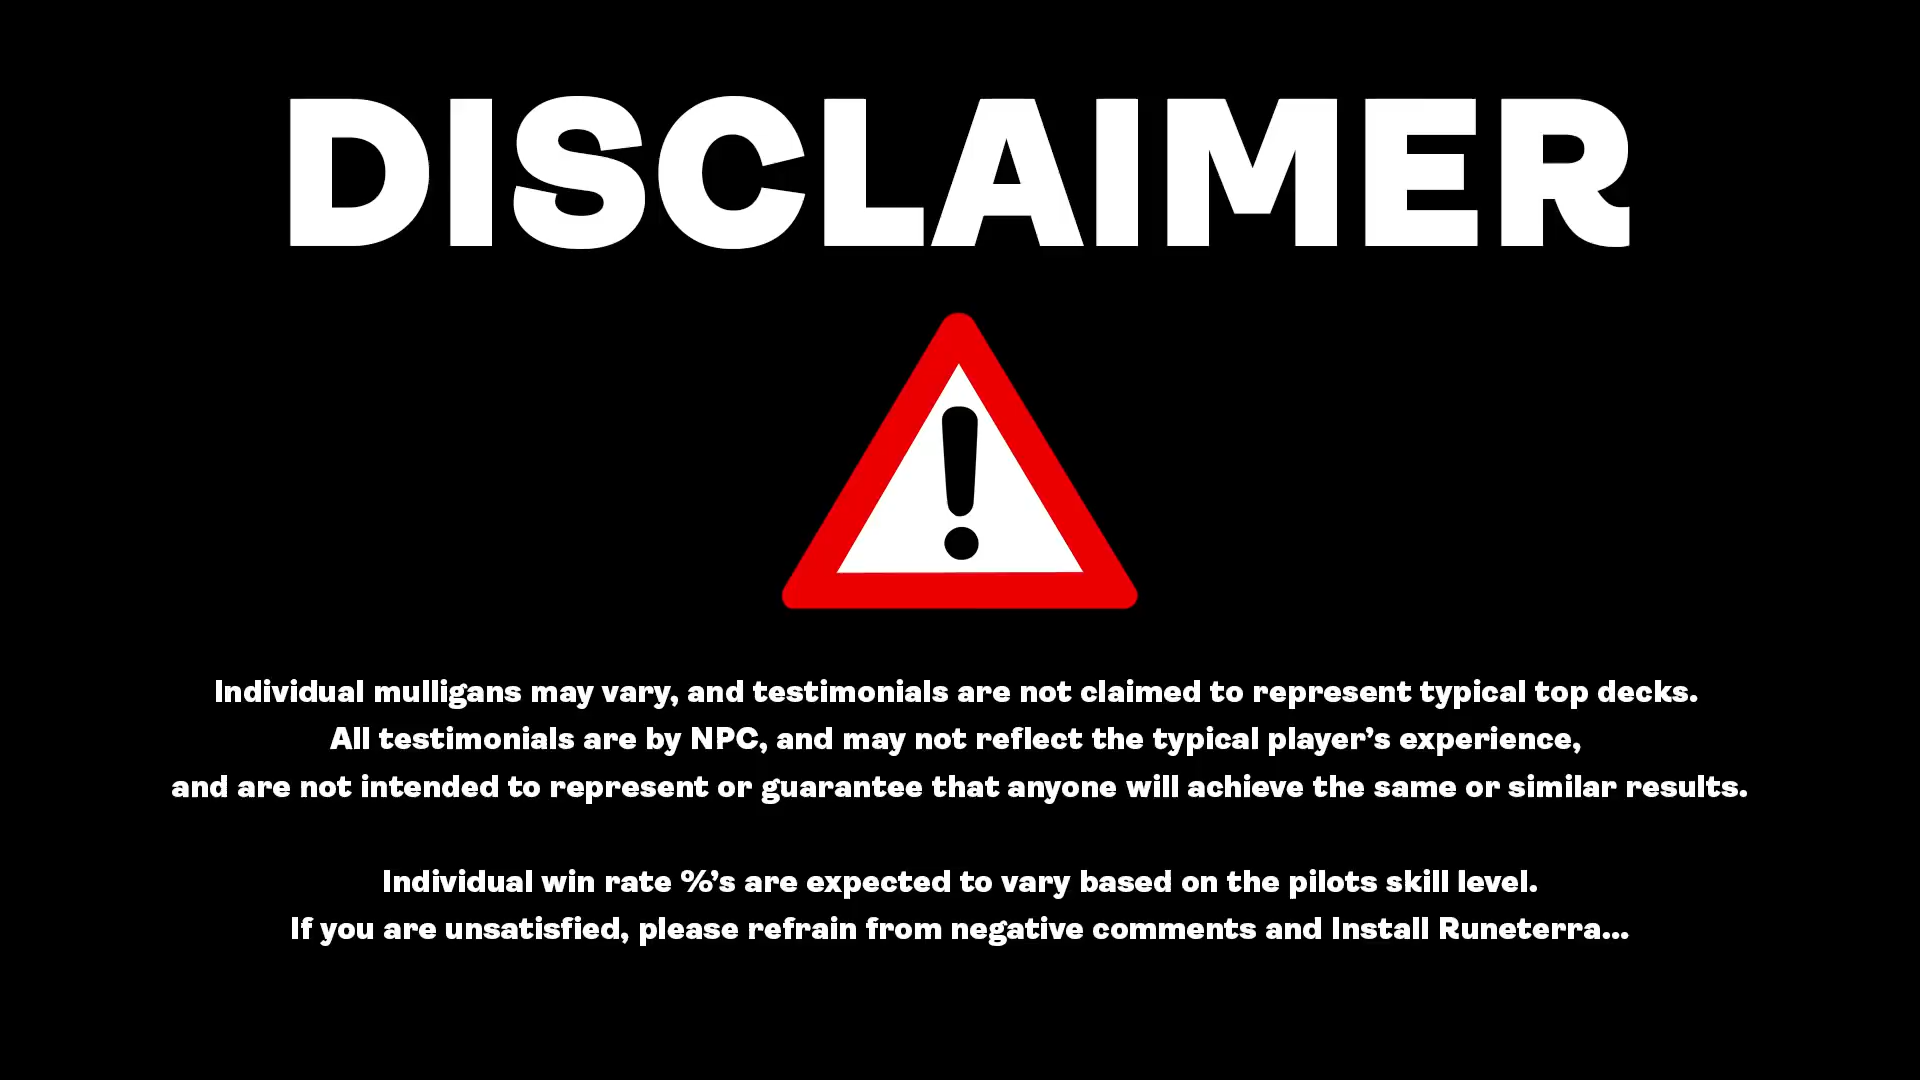 DISCLAIMER
Individual mulligans may vary, and testimonials are not claimed to represent typical top decks.
All testimonials are by NPC, and may not reflect the typical player’s experience,
and are not intended to represent or guarantee that anyone will achieve the same or similar results.
Individual win rate %’s are expected to vary based on the pilots skill level.
If you are unsatisfied, please refrain from negative comments and Install Runeterra...